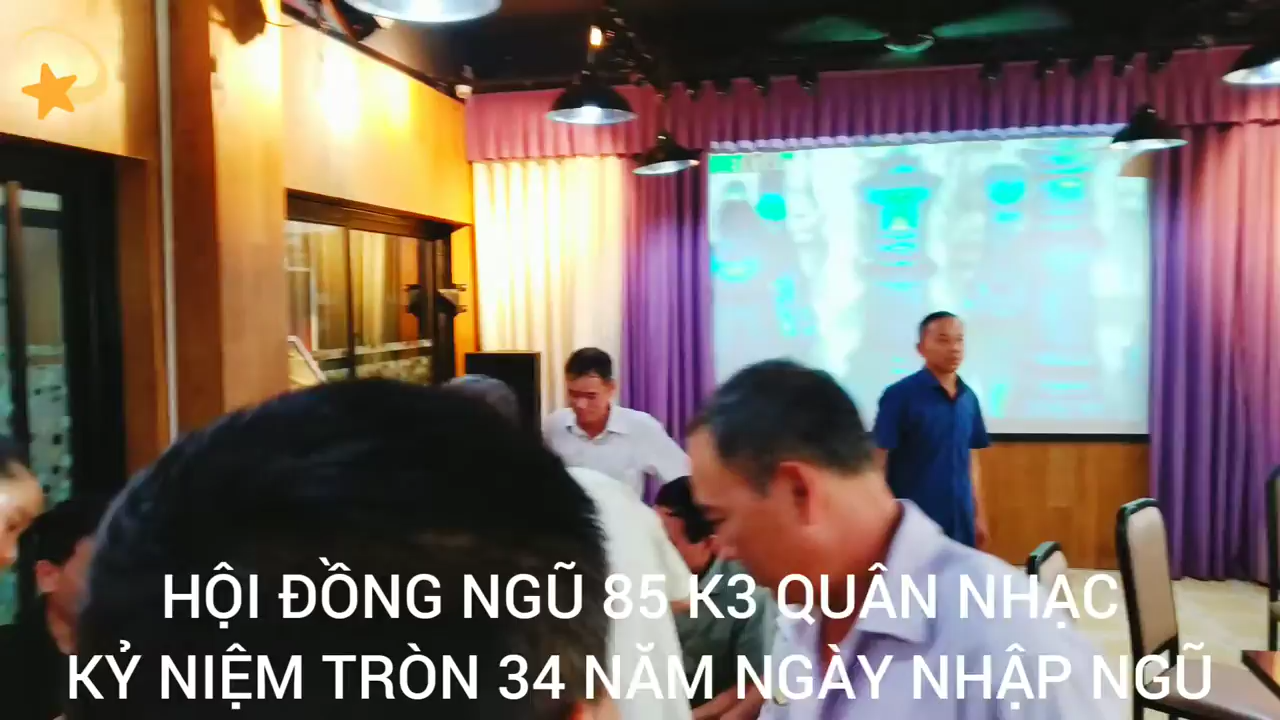 HỘI ĐỒNG NGŨ 85 K3 QUÂN NHẠC
KỶ NIỆM TRÒN 34 NĂM NGÀY NHẬP NGŨ